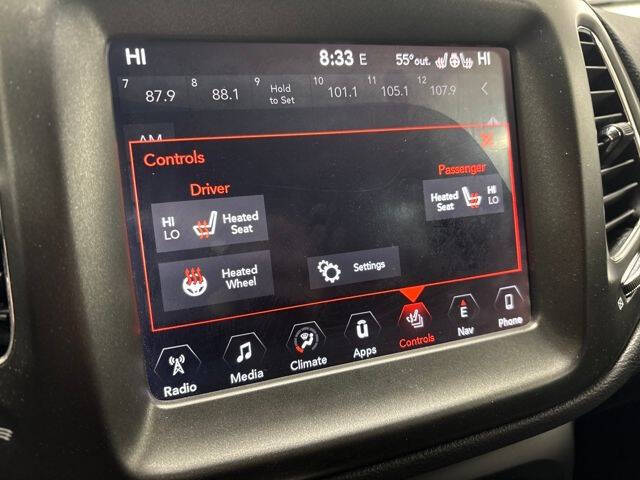 HI 8:33 E 55°out. HI
7 87.9 8 88.1 9 Hold to Set 10 101.1 11 105.1 12 107.9
AM
Controls
Driver Passenger
HI LO Heated Seat Heated Seat HI LO
Heated Wheel Settings
Radio Media Climate Apps Controls E Nav Phone